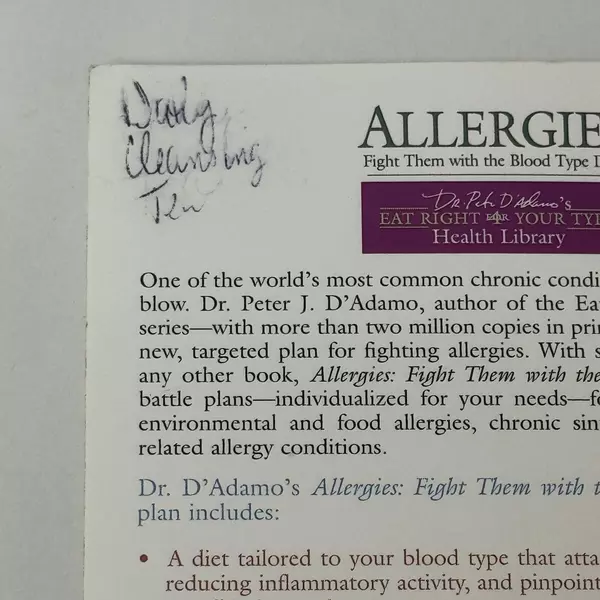 Daily
Cleansing
ALLERGIE
Fight Them with the Blood Type D
Dr. Peter D'Adamo's
EAT RIGHT 4 FOR YOUR TYPE
Health Library
One of the world's most common chronic condi
blow. Dr. Peter J. D'Adamo, author of the Ea
series—with more than two million copies in prin
new, targeted plan for fighting allergies. With s
any other book, Allergies: Fight Them with the
battle plans—individualized for your needs—f
environmental and food allergies, chronic sin
related allergy conditions.
Dr. D'Adamo's Allergies: Fight Them with t
plan includes:
• A diet tailored to your blood type that atta
reducing inflammatory activity, and pinpoint